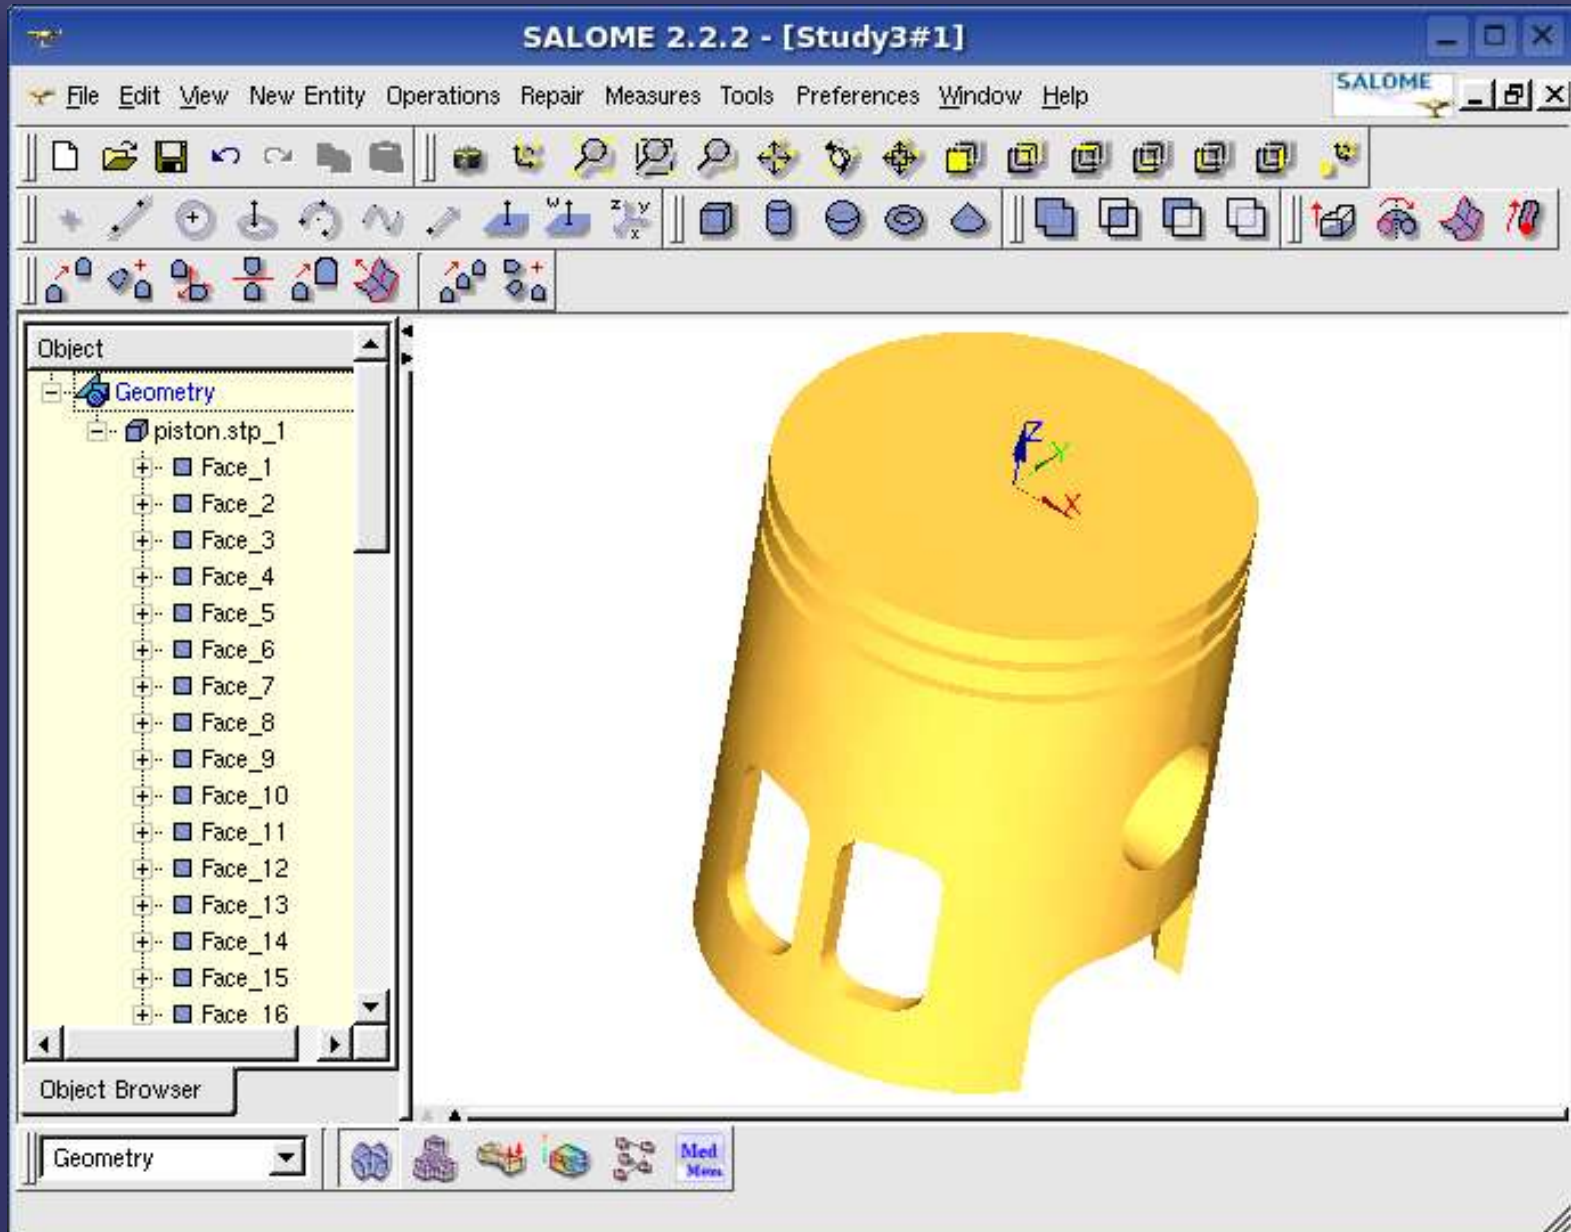 SALOME 2.2.2 - [Study3#1]
File Edit View New Entity Operations Repair Measures Tools Preferences Window Help
SALOME
W
z y
x
Object
Geometry
piston.stp_1
Face_1
Face_2
Face_3
Face_4
Face_5
Face_6
Face_7
Face_8
Face_9
Face_10
Face_11
Face_12
Face_13
Face_14
Face_15
Face_16
Z
Y
X
Object Browser
Geometry
Med
Mem